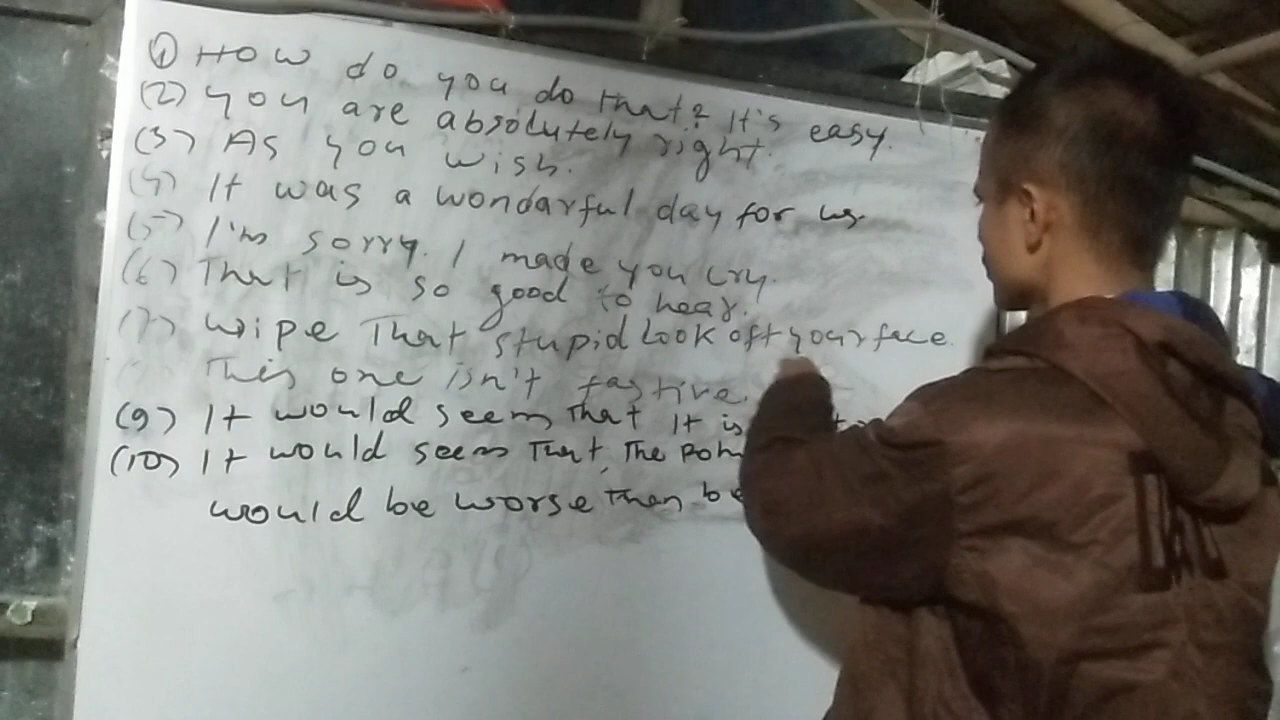 (1) How do you do that? It's easy.
(2) You are absolutely right.
(3) As you wish.
(4) It was a wondarful day for us.
(5) I'm sorry. I made you cry.
(6) That is so good to hear.
(7) Wipe That stupid Look off your face.
This one isn't fastive.
(9) It would seem That It is
(10) It would seem That, The
would be worse Then be